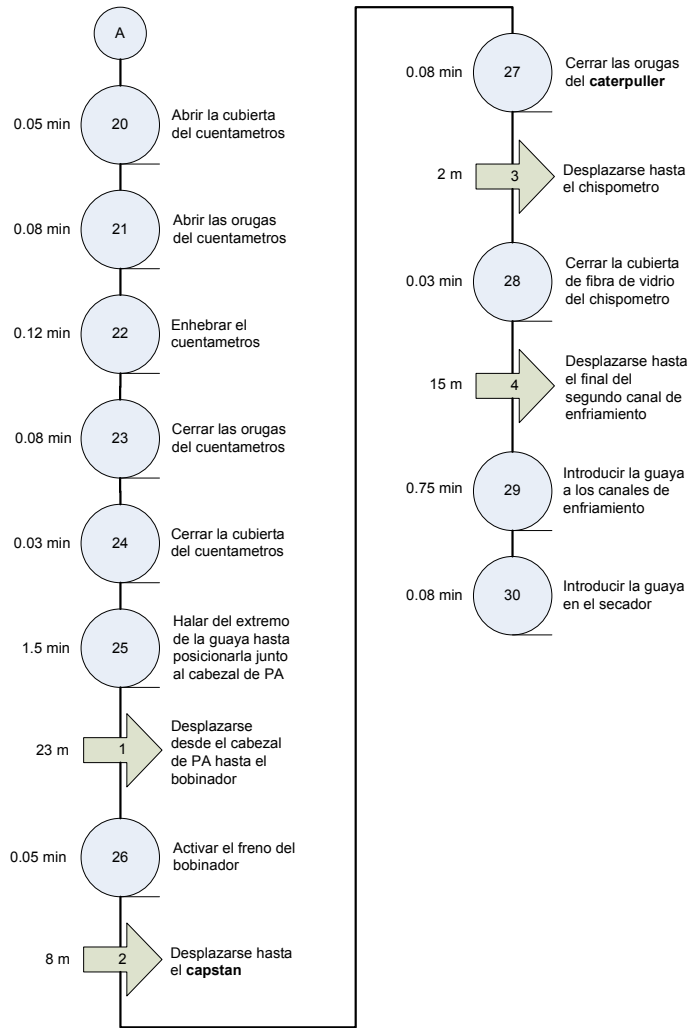 A
0.05 min
20
Abrir la cubierta
del cuentametros
0.08 min
21
Abrir las orugas
del cuentametros
0.12 min
22
Enhebrar el
cuentametros
0.08 min
23
Cerrar las orugas
del cuentametros
0.03 min
24
Cerrar la cubierta
del cuentametros
1.5 min
25
Halar del extremo
de la guaya hasta
posicionarla junto
al cabezal de PA
23 m
1
Desplazarse
desde el cabezal
de PA hasta el
bobinador
0.05 min
26
Activar el freno del
bobinador
8 m
2
Desplazarse hasta
el capstan
0.08 min
27
Cerrar las orugas
del caterpuller
2 m
3
Desplazarse hasta
el chispometro
0.03 min
28
Cerrar la cubierta
de fibra de vidrio
del chispometro
15 m
4
Desplazarse hasta
el final del
segundo canal de
enfriamiento
0.75 min
29
Introducir la guaya
a los canales de
enfriamiento
0.08 min
30
Introducir la guaya
en el secador